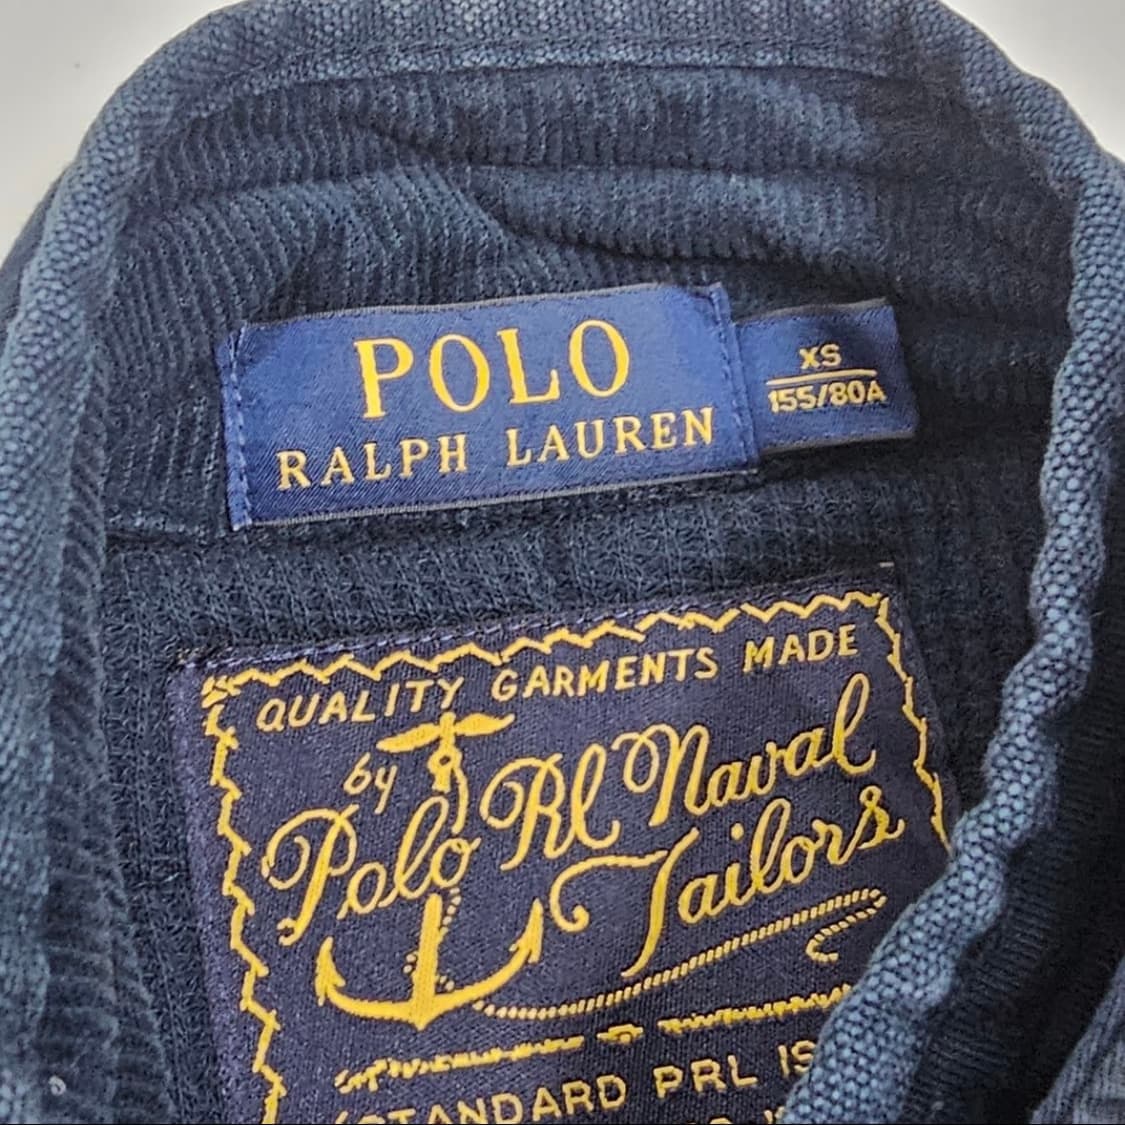 POLO
RALPH LAUREN
XS
155/80A
QUALITY GARMENTS MADE
by
Polo Rl Naval
Tailors
STANDARD PRL